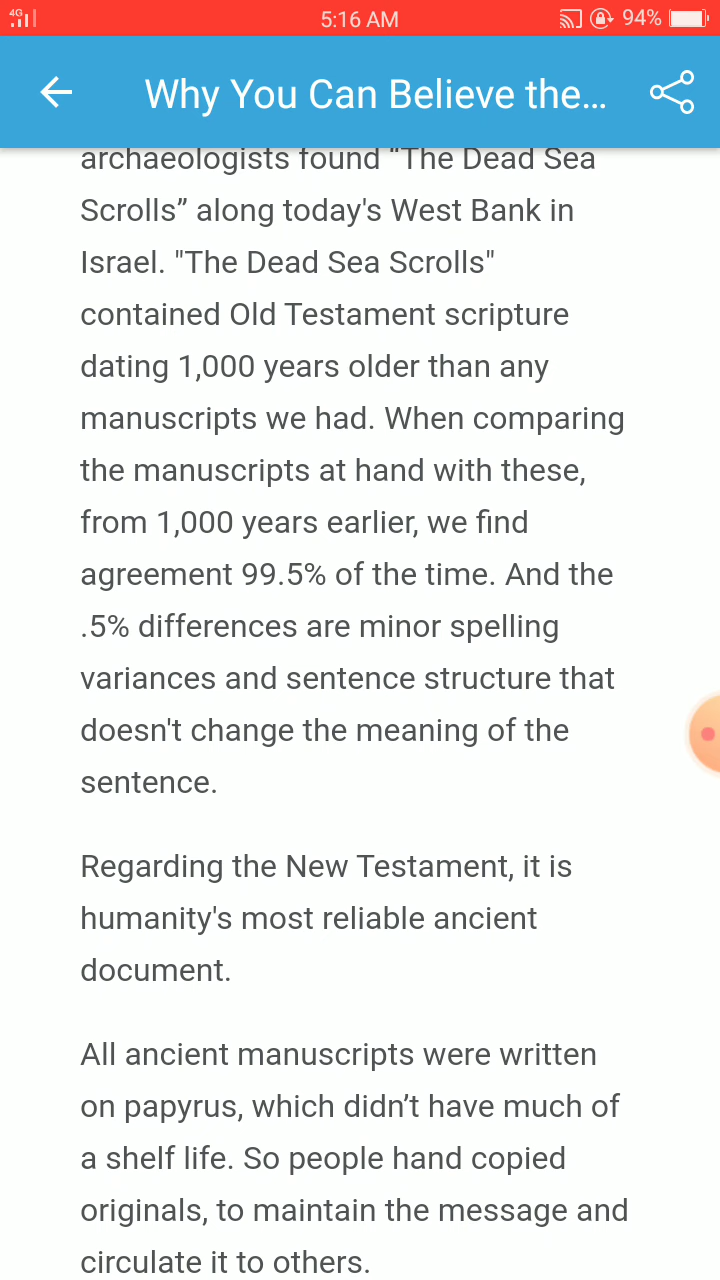 4G 5:16 AM 94%
Why You Can Believe the...
archaeologists found “The Dead Sea
Scrolls” along today's West Bank in
Israel. "The Dead Sea Scrolls"
contained Old Testament scripture
dating 1,000 years older than any
manuscripts we had. When comparing
the manuscripts at hand with these,
from 1,000 years earlier, we find
agreement 99.5% of the time. And the
.5% differences are minor spelling
variances and sentence structure that
doesn't change the meaning of the
sentence.
Regarding the New Testament, it is
humanity's most reliable ancient
document.
All ancient manuscripts were written
on papyrus, which didn’t have much of
a shelf life. So people hand copied
originals, to maintain the message and
circulate it to others.